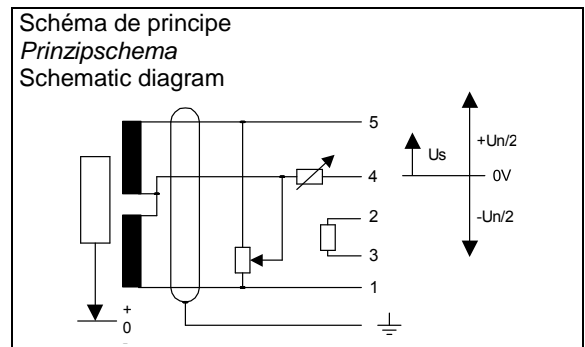 Schéma de principe
Prinzipschema
Schematic diagram
5
+Un/2
Us
4
0V
2
-Un/2
3
1
+
0
-